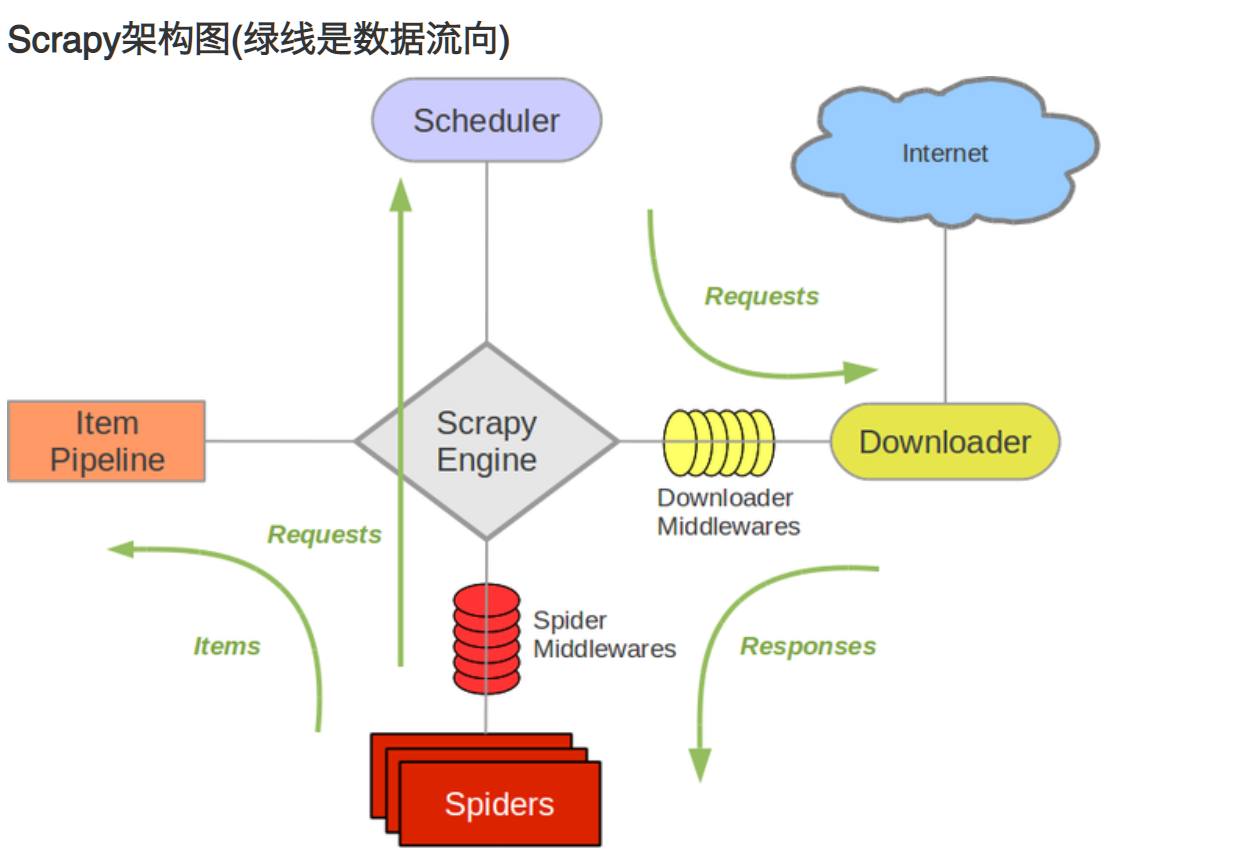 Scrapy架构图(绿线是数据流向)
Scheduler
Internet
Requests
Item
Pipeline
Scrapy
Engine
Downloader
Downloader
Middlewares
Requests
Spider
Middlewares
Items
Responses
Spiders